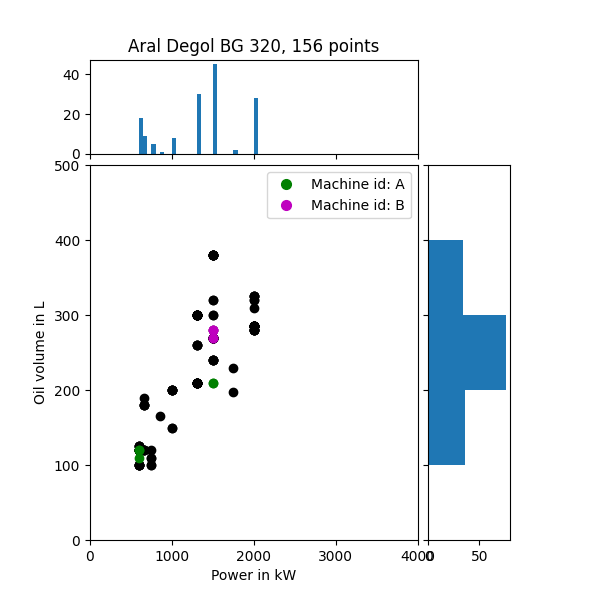 Aral Degol BG 320, 156 points
40
20
0
500
Machine id: A
Machine id: B
400
300
200
100
0
Oil volume in L
0 1000 2000 3000 4000 0 50
Power in kW